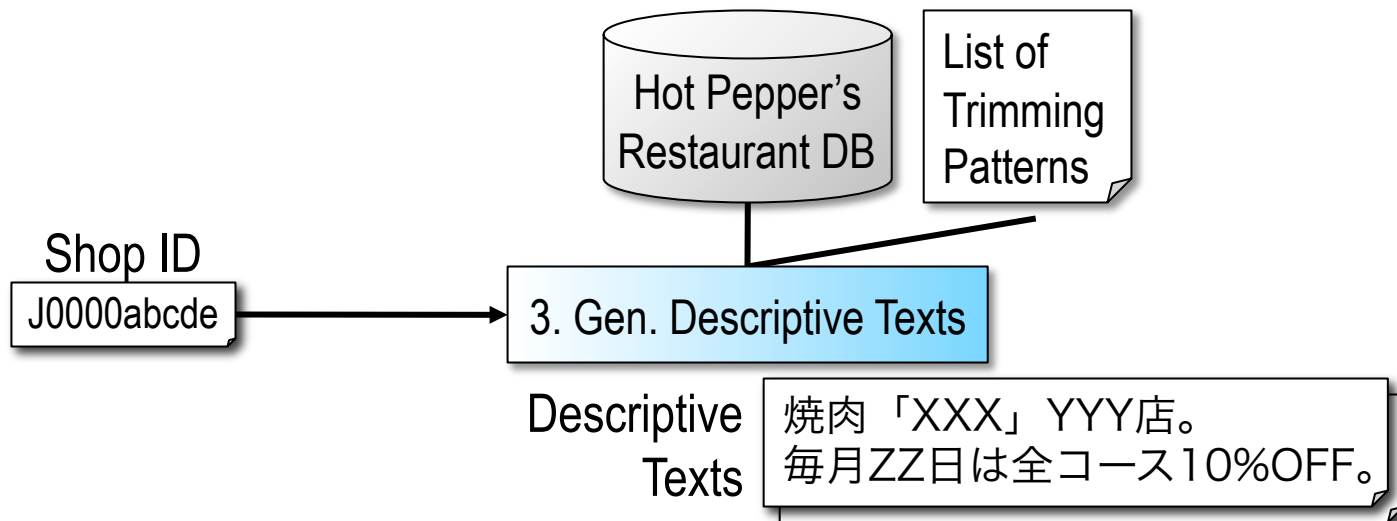 Hot Pepper’s
Restaurant DB
List of
Trimming
Patterns
Shop ID
J0000abcde
3. Gen. Descriptive Texts
Descriptive
Texts
焼肉「XXX」YYY店。
毎月ZZ日は全コース10%OFF。